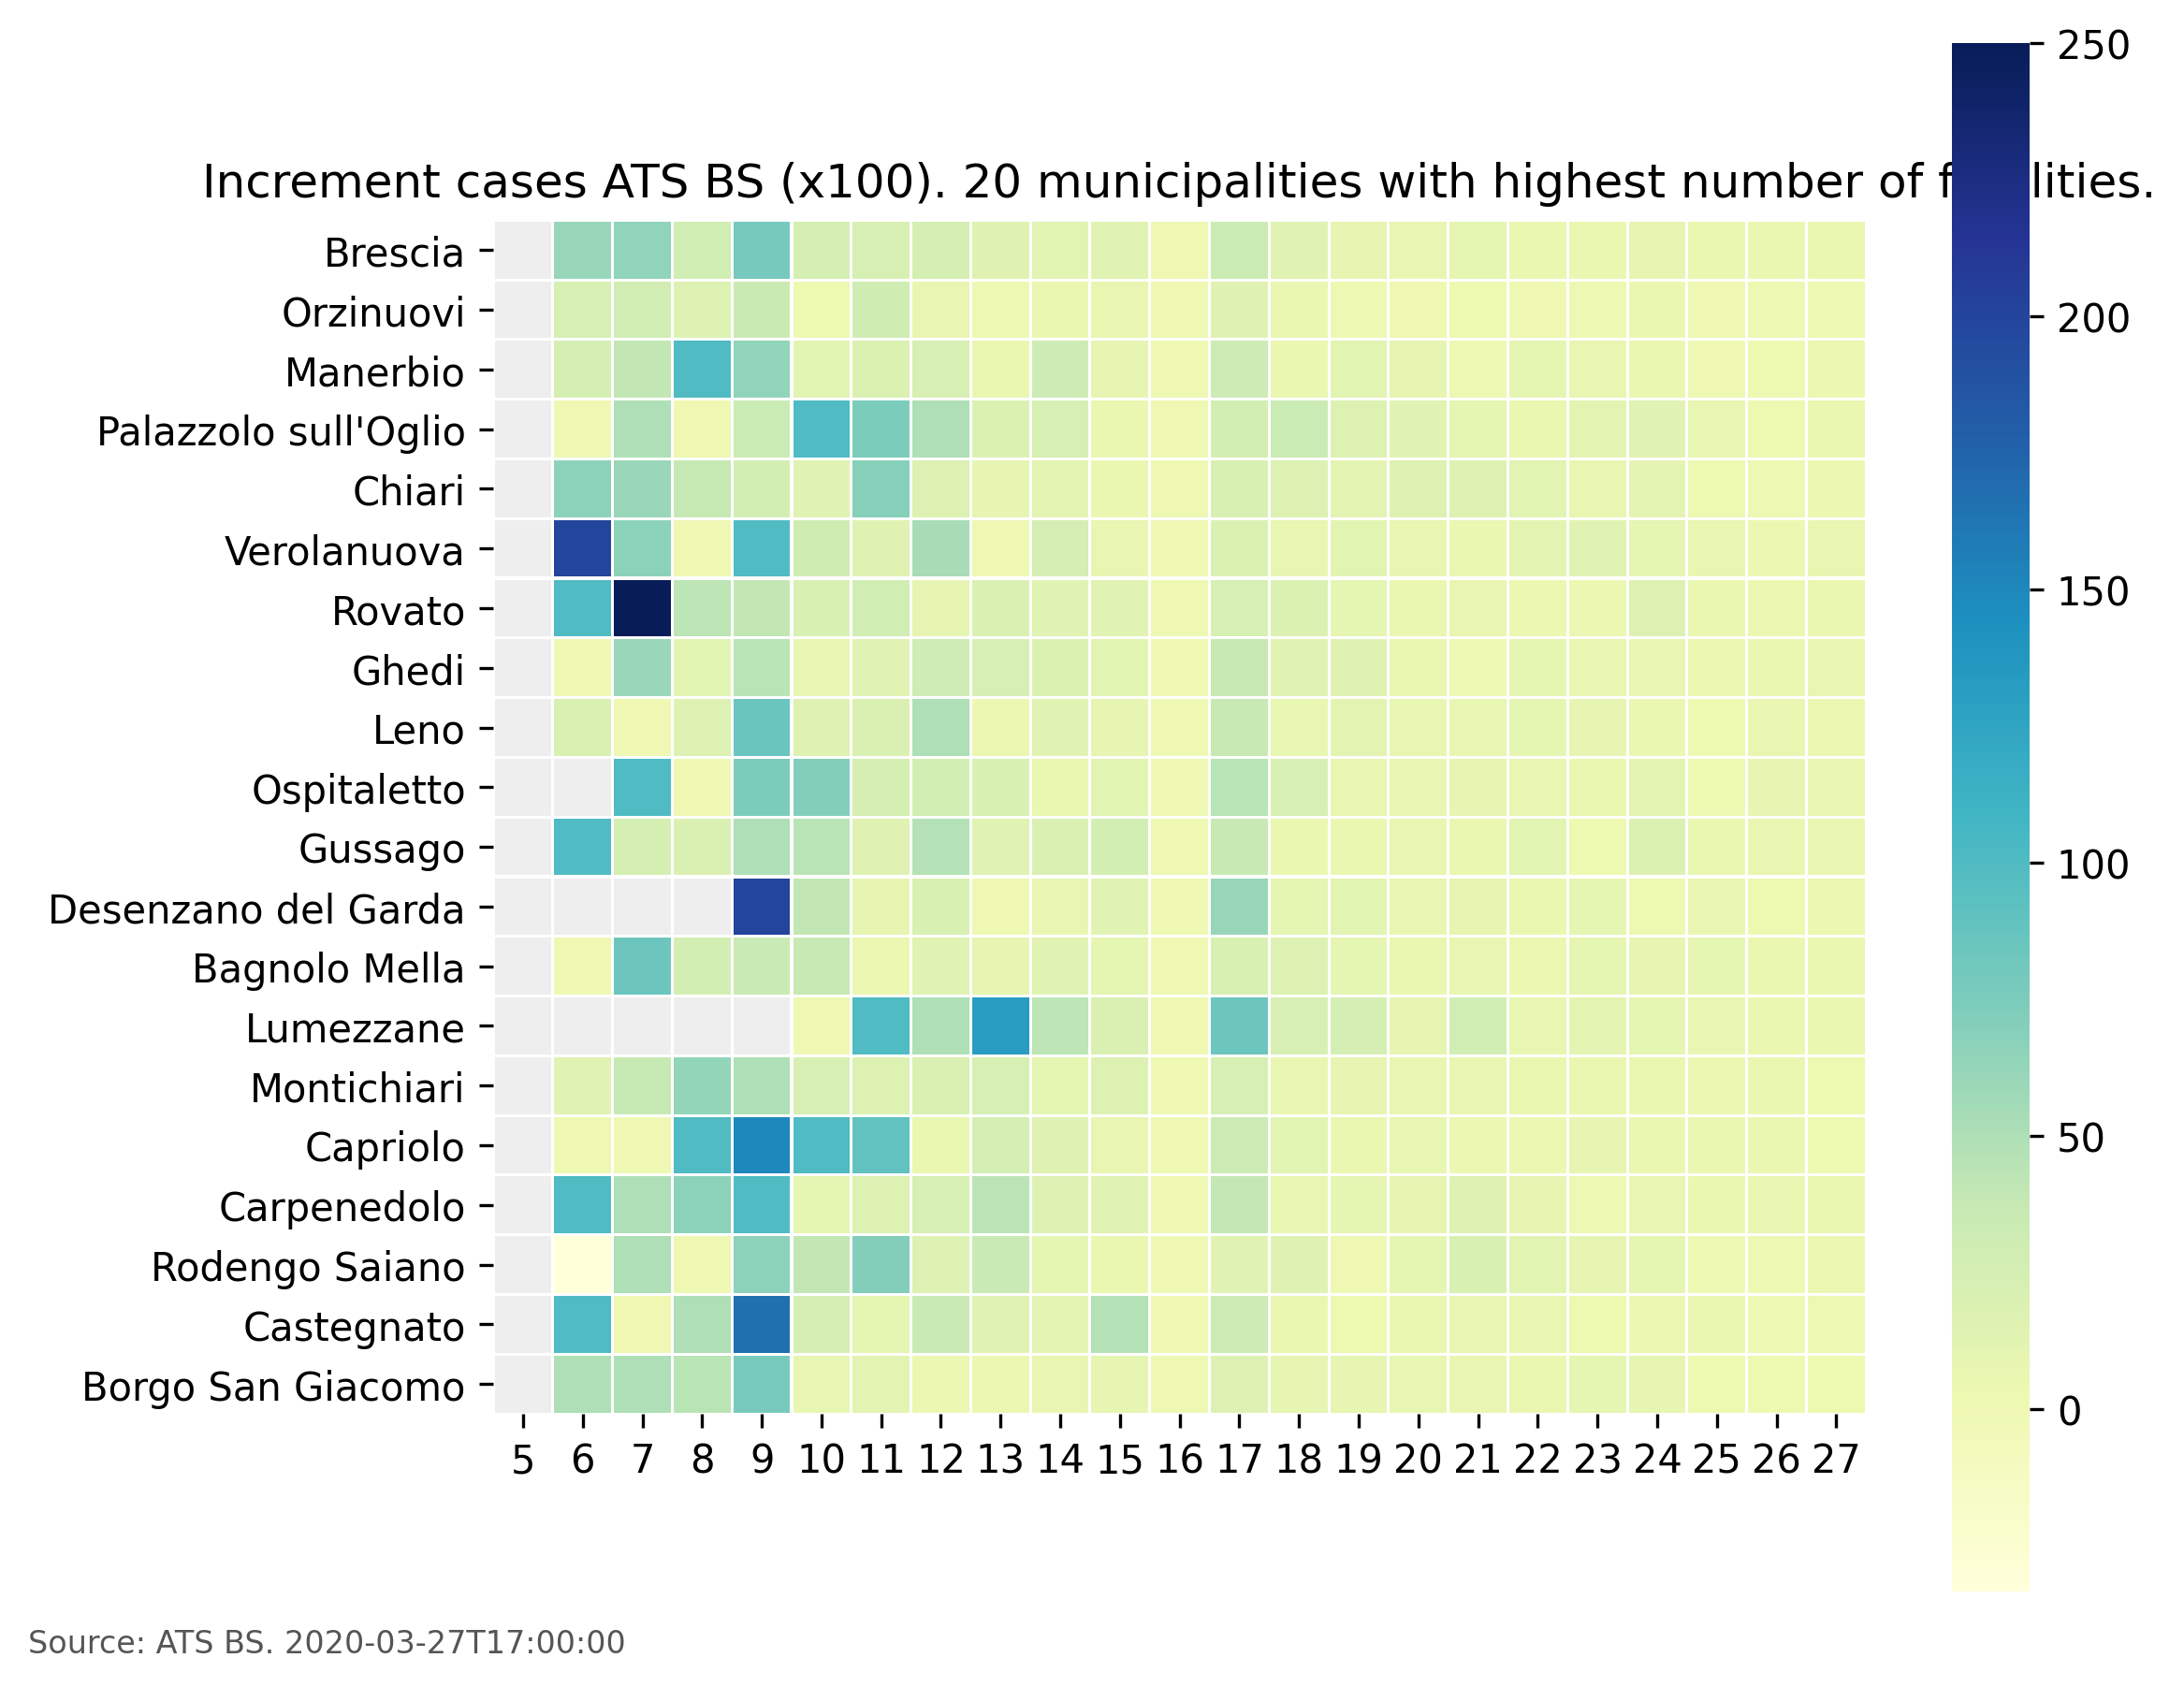 Increment cases ATS BS (x100). 20 municipalities with highest number of f lities.
250
200
150
100
50
0
Brescia
Orzinuovi
Manerbio
Palazzolo sull'Oglio
Chiari
Verolanuova
Rovato
Ghedi
Leno
Ospitaletto
Gussago
Desenzano del Garda
Bagnolo Mella
Lumezzane
Montichiari
Capriolo
Carpenedolo
Rodengo Saiano
Castegnato
Borgo San Giacomo
5 6 7 8 9 10 11 12 13 14 15 16 17 18 19 20 21 22 23 24 25 26 27
Source: ATS BS. 2020-03-27T17:00:00